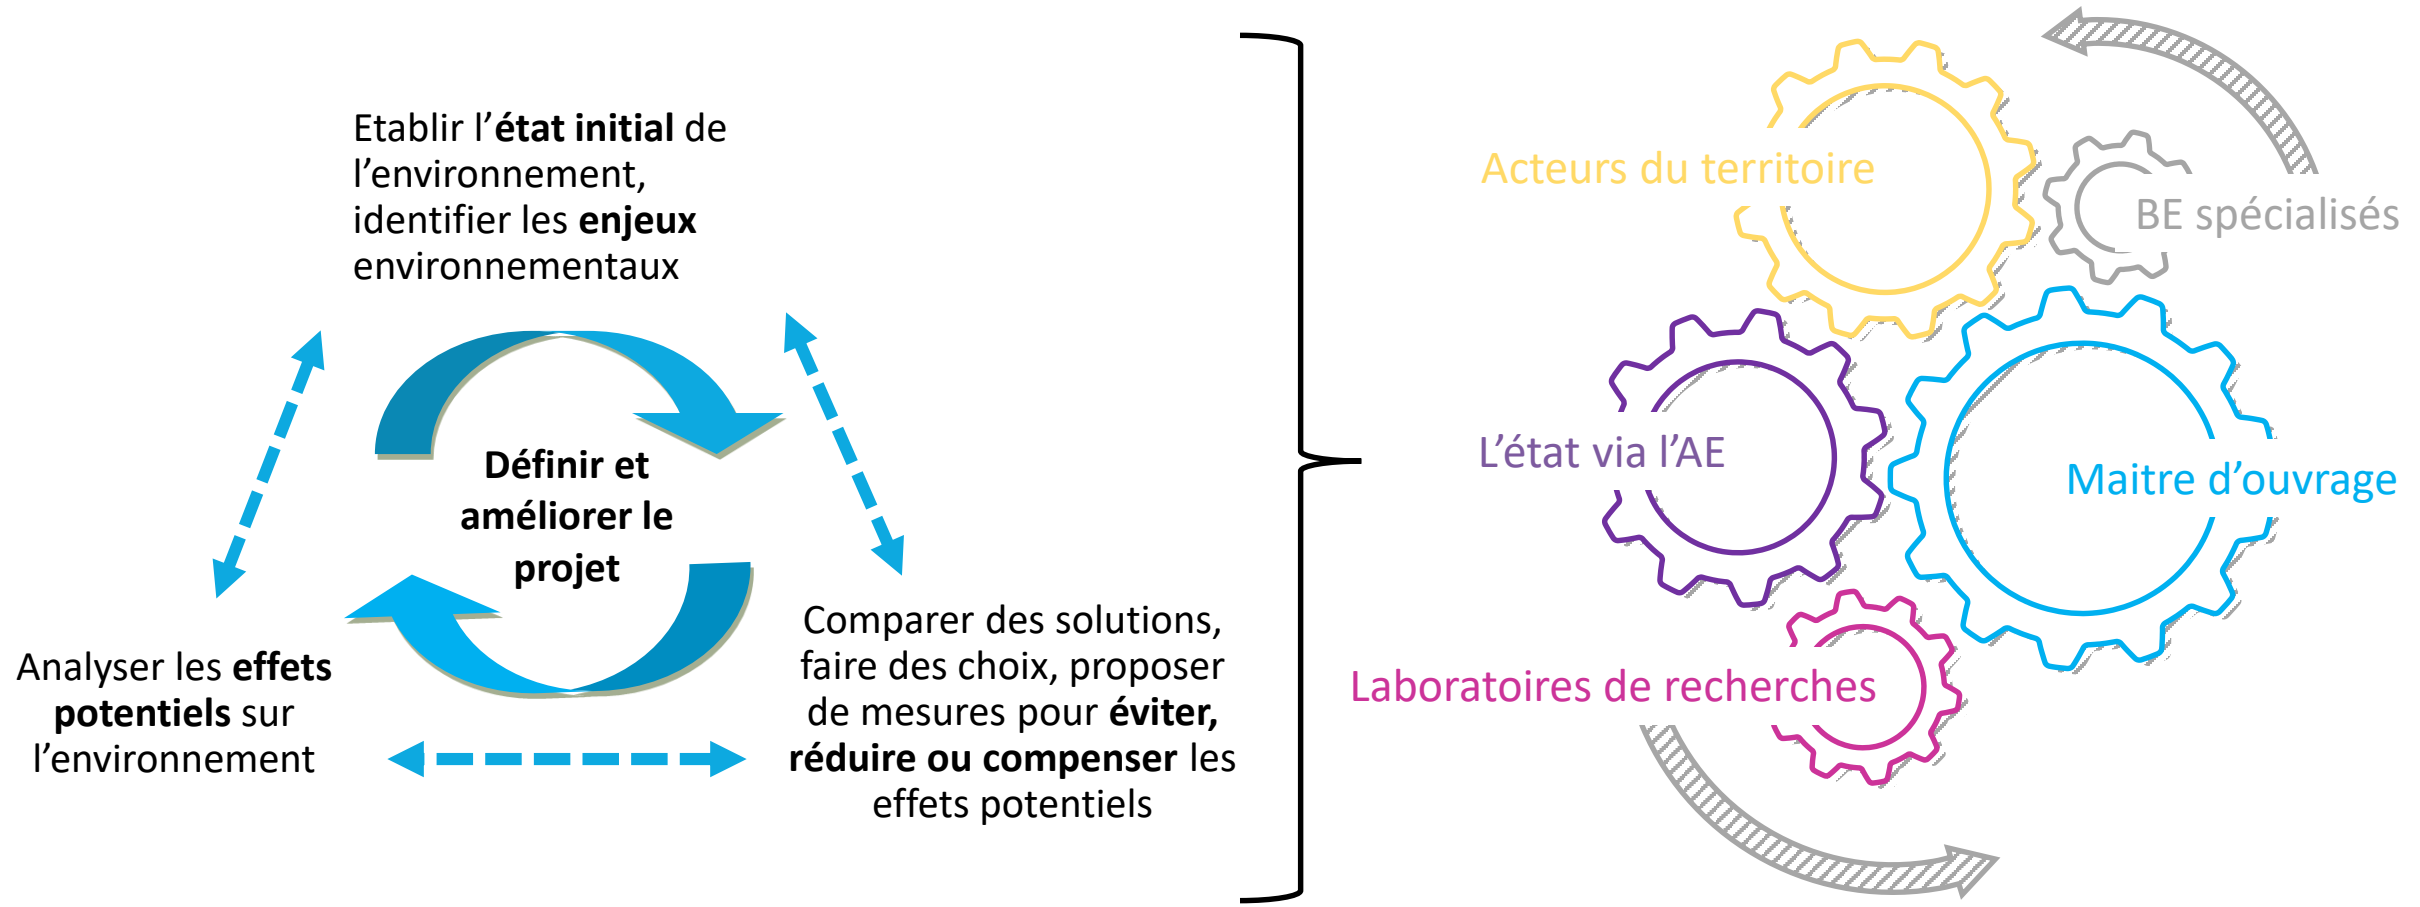 Etablir l’état initial de
l’environnement,
identifier les enjeux
environnementaux
Définir et
améliorer le
projet
Analyser les effets
potentiels sur
l’environnement
Comparer des solutions,
faire des choix, proposer
de mesures pour éviter,
réduire ou compenser les
effets potentiels
Acteurs du territoire
BE spécialisés
L’état via l’AE
Maitre d’ouvrage
Laboratoires de recherches